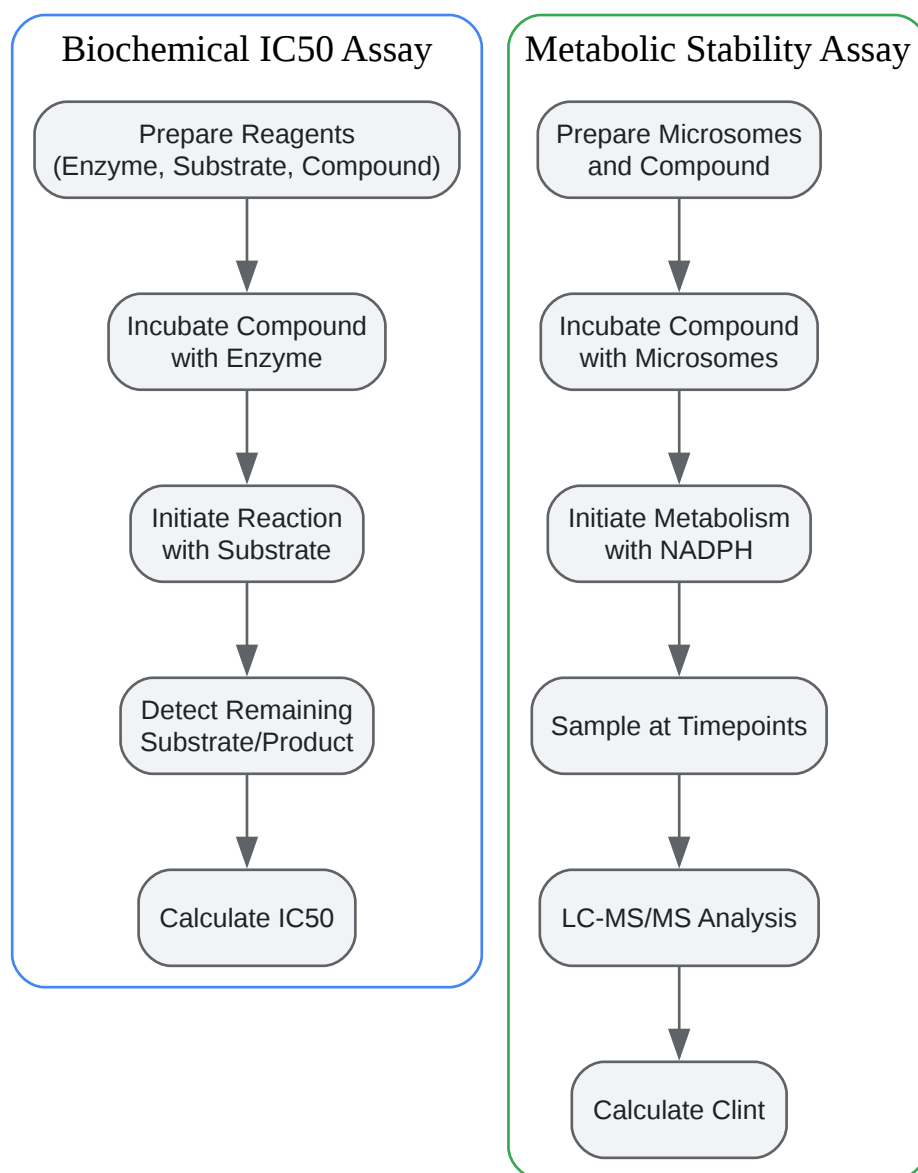 Biochemical IC50 Assay
Prepare Reagents
(Enzyme, Substrate, Compound)
Incubate Compound
with Enzyme
Initiate Reaction
with Substrate
Detect Remaining
Substrate/Product
Calculate IC50
Metabolic Stability Assay
Prepare Microsomes
and Compound
Incubate Compound
with Microsomes
Initiate Metabolism
with NADPH
Sample at Timepoints
LC-MS/MS Analysis
Calculate Clint